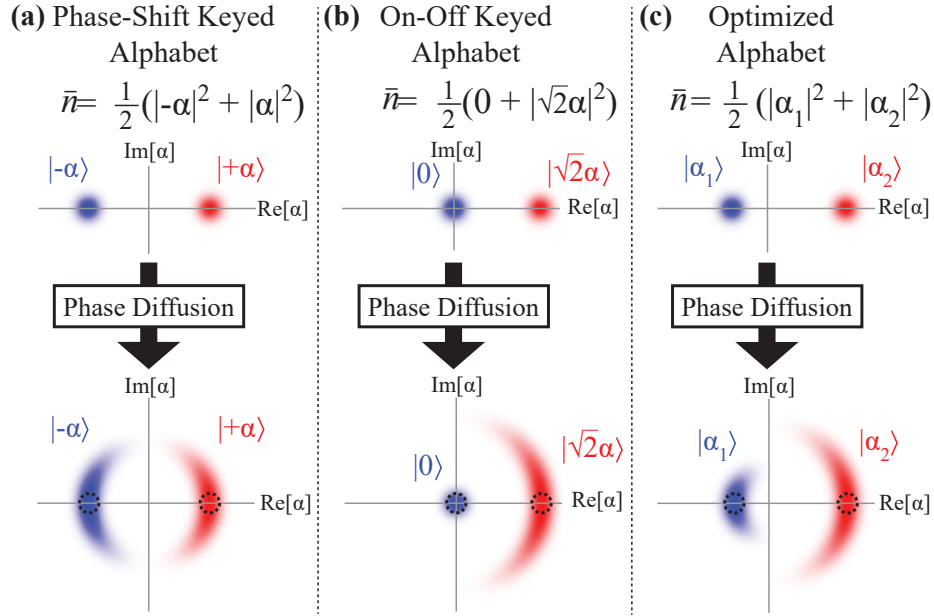 (a) Phase-Shift Keyed
Alphabet
n̄= 1/2(|-α|² + |α|²)
Im[α]
|-α⟩
|+α⟩
Re[α]
Phase Diffusion
Im[α]
|-α⟩
|+α⟩
Re[α]
(b) On-Off Keyed
Alphabet
n̄= 1/2(0 + |√2α|²)
Im[α]
|0⟩
|√2α⟩
Re[α]
Phase Diffusion
Im[α]
|0⟩
|√2α⟩
Re[α]
(c) Optimized
Alphabet
n̄= 1/2 (|α₁|² + |α₂|²)
Im[α]
|α₁⟩
|α₂⟩
Re[α]
Phase Diffusion
Im[α]
|α₁⟩
|α₂⟩
Re[α]